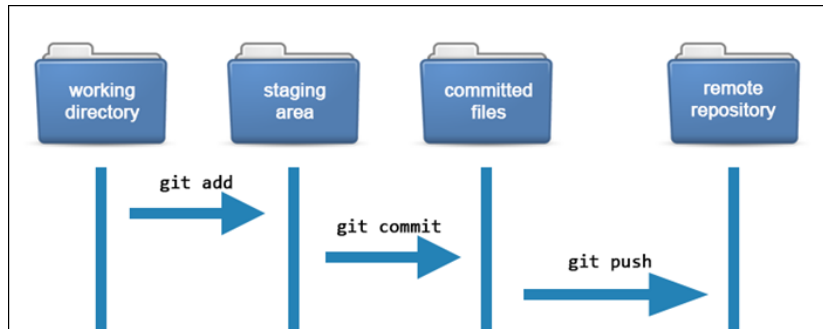 working
directory
staging
area
committed
files
remote
repository
git add
git commit
git push